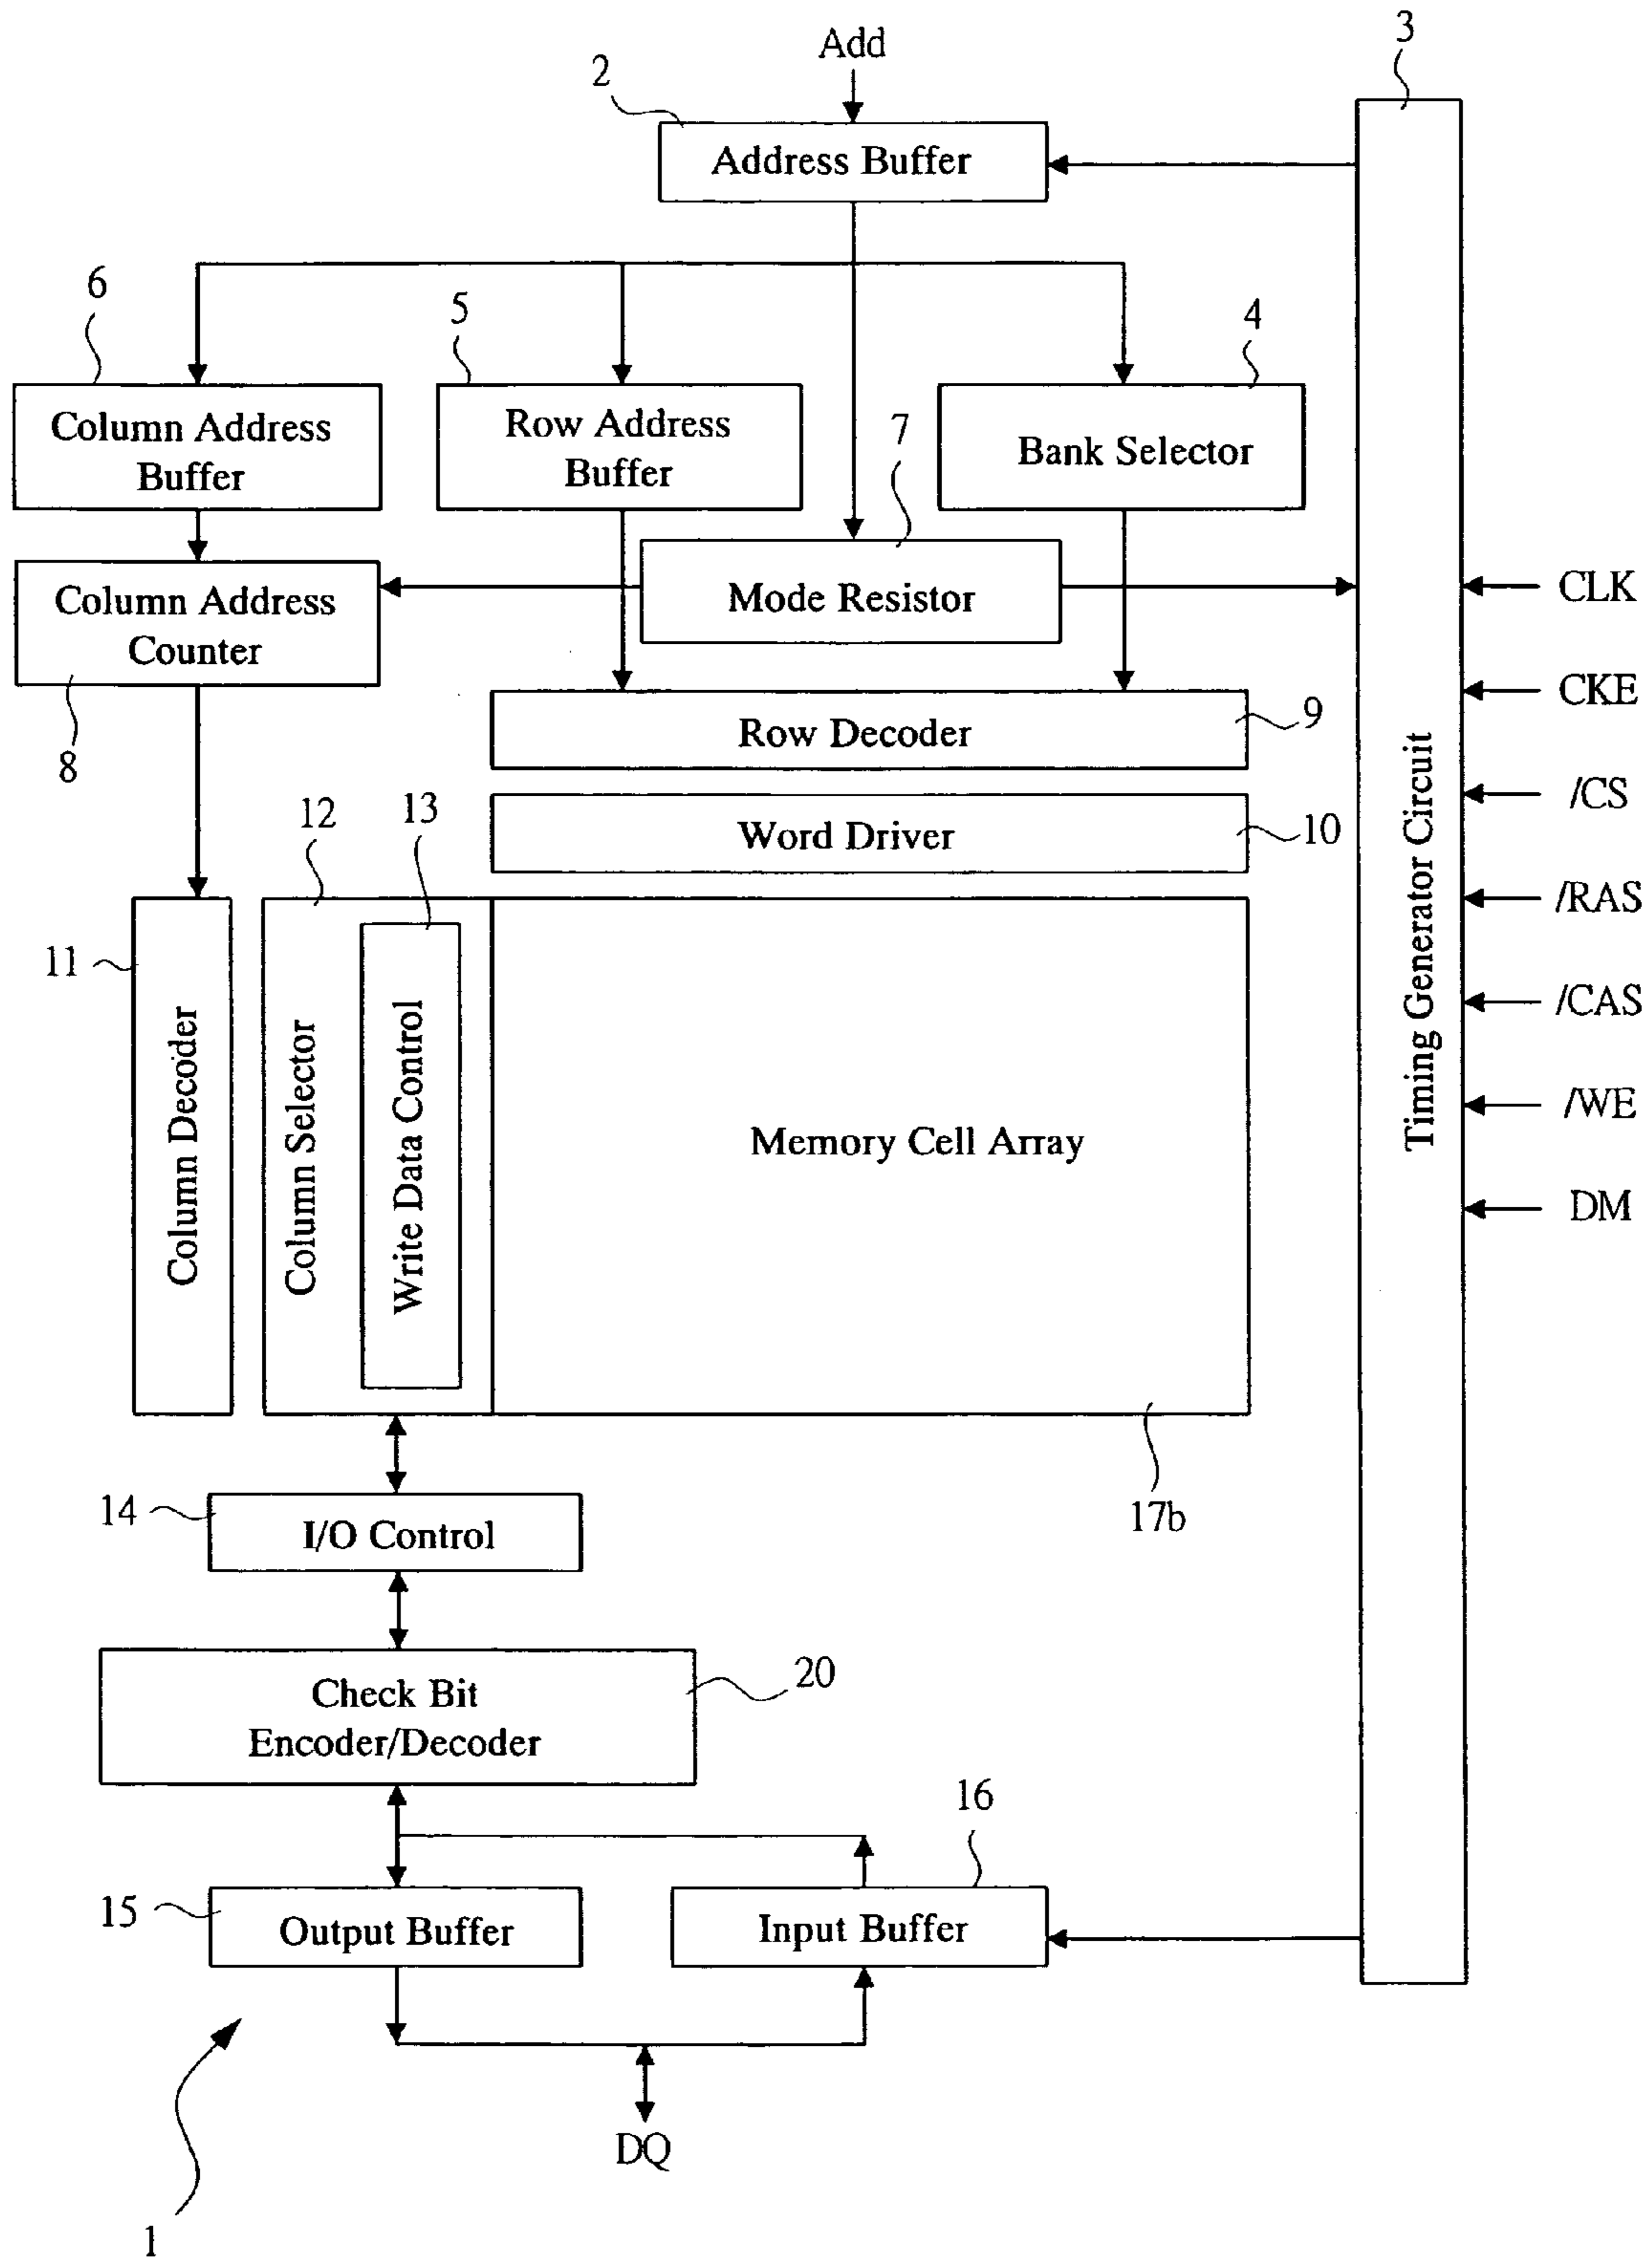 Add
3
2
Address Buffer
6
5
4
Column Address
Buffer
Row Address
Buffer
Bank Selector
7
Column Address
Counter
Mode Resistor
CLK
8
Row Decoder
9
CKE
Timing Generator Circuit
12
13
Word Driver
10
/CS
/RAS
11
Column Decoder
Column Selector
Write Data Control
Memory Cell Array
/CAS
/WE
DM
17b
14
I/O Control
Check Bit
Encoder/Decoder
20
16
15
Output Buffer
Input Buffer
DQ
1